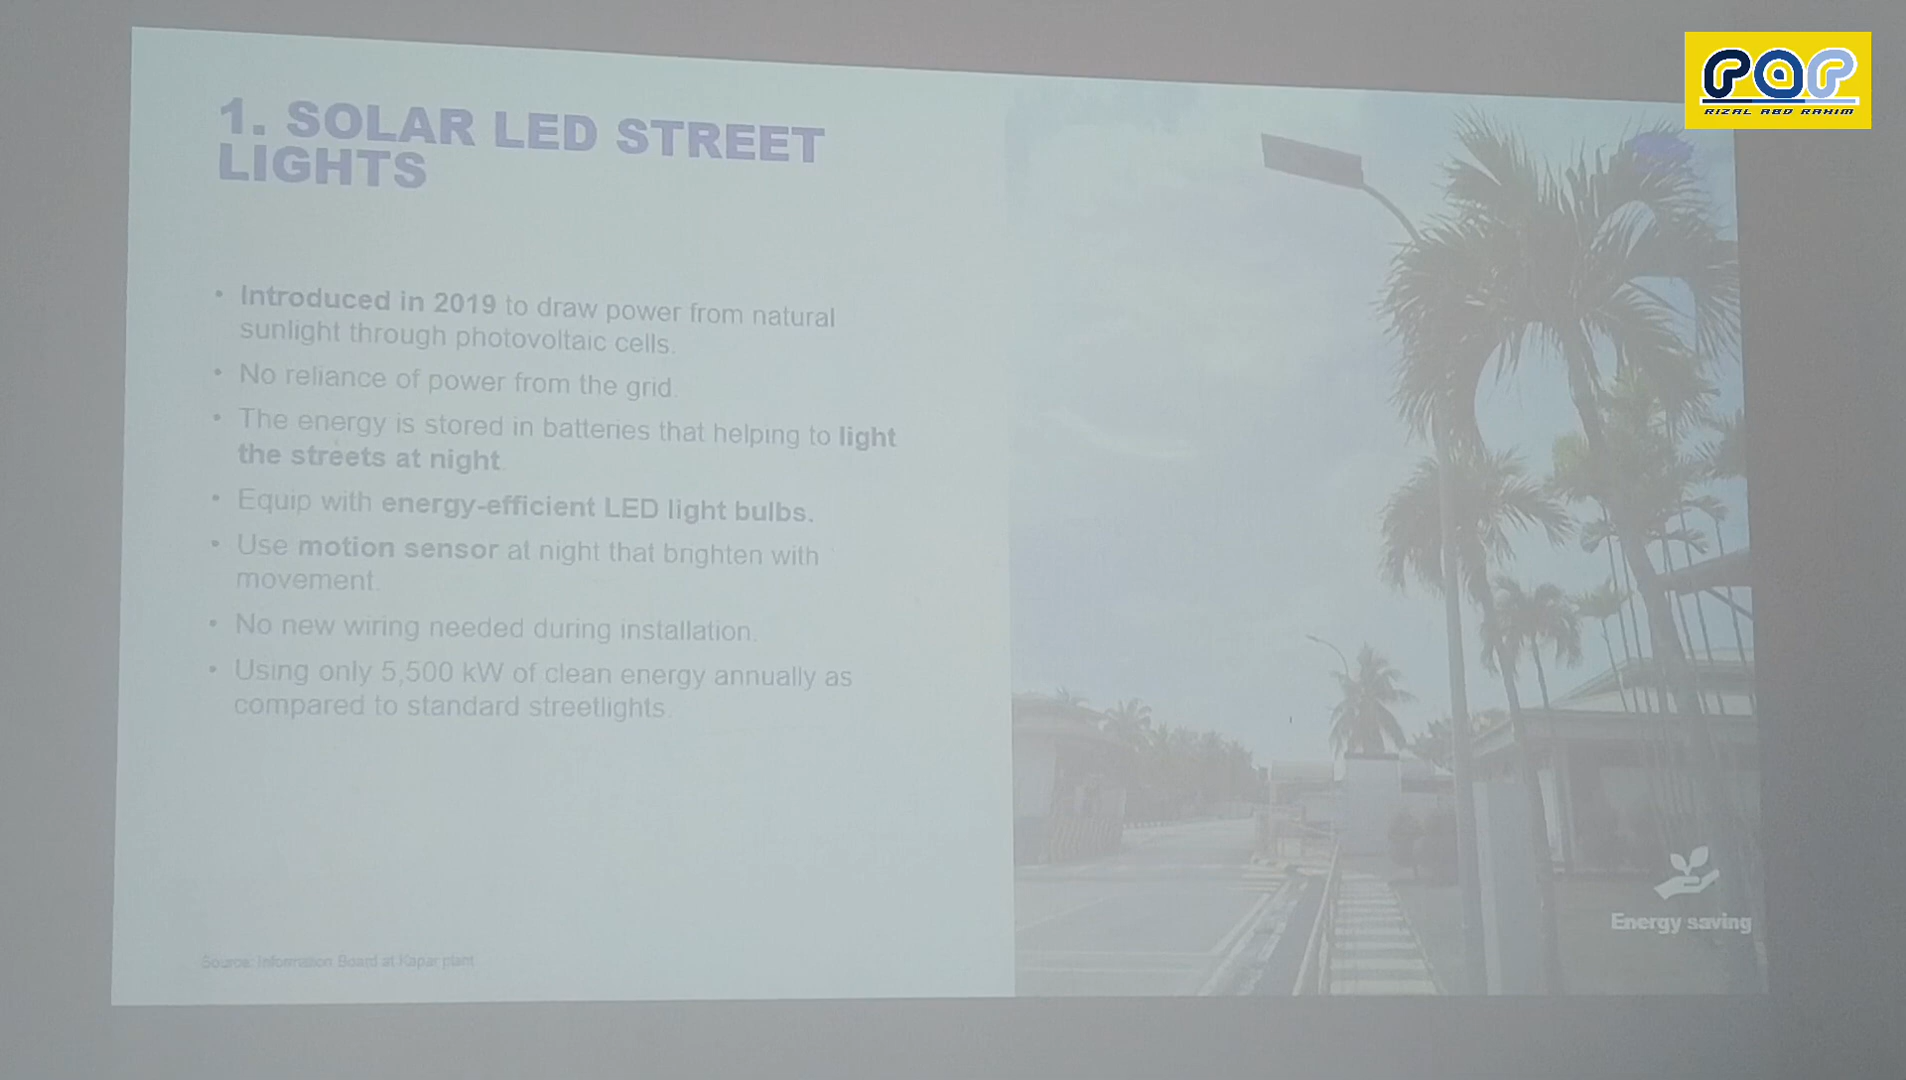 RAR
RIZAL ABD RAHIM
1. SOLAR LED STREET
LIGHTS
• Introduced in 2019 to draw power from natural
sunlight through photovoltaic cells.
• No reliance of power from the grid.
• The energy is stored in batteries that helping to light
the streets at night.
• Equip with energy-efficient LED light bulbs.
• Use motion sensor at night that brighten with
movement.
• No new wiring needed during installation.
• Using only 5,500 kW of clean energy annually as
compared to standard streetlights.
Energy saving
Source: Information Board at Kapar plant